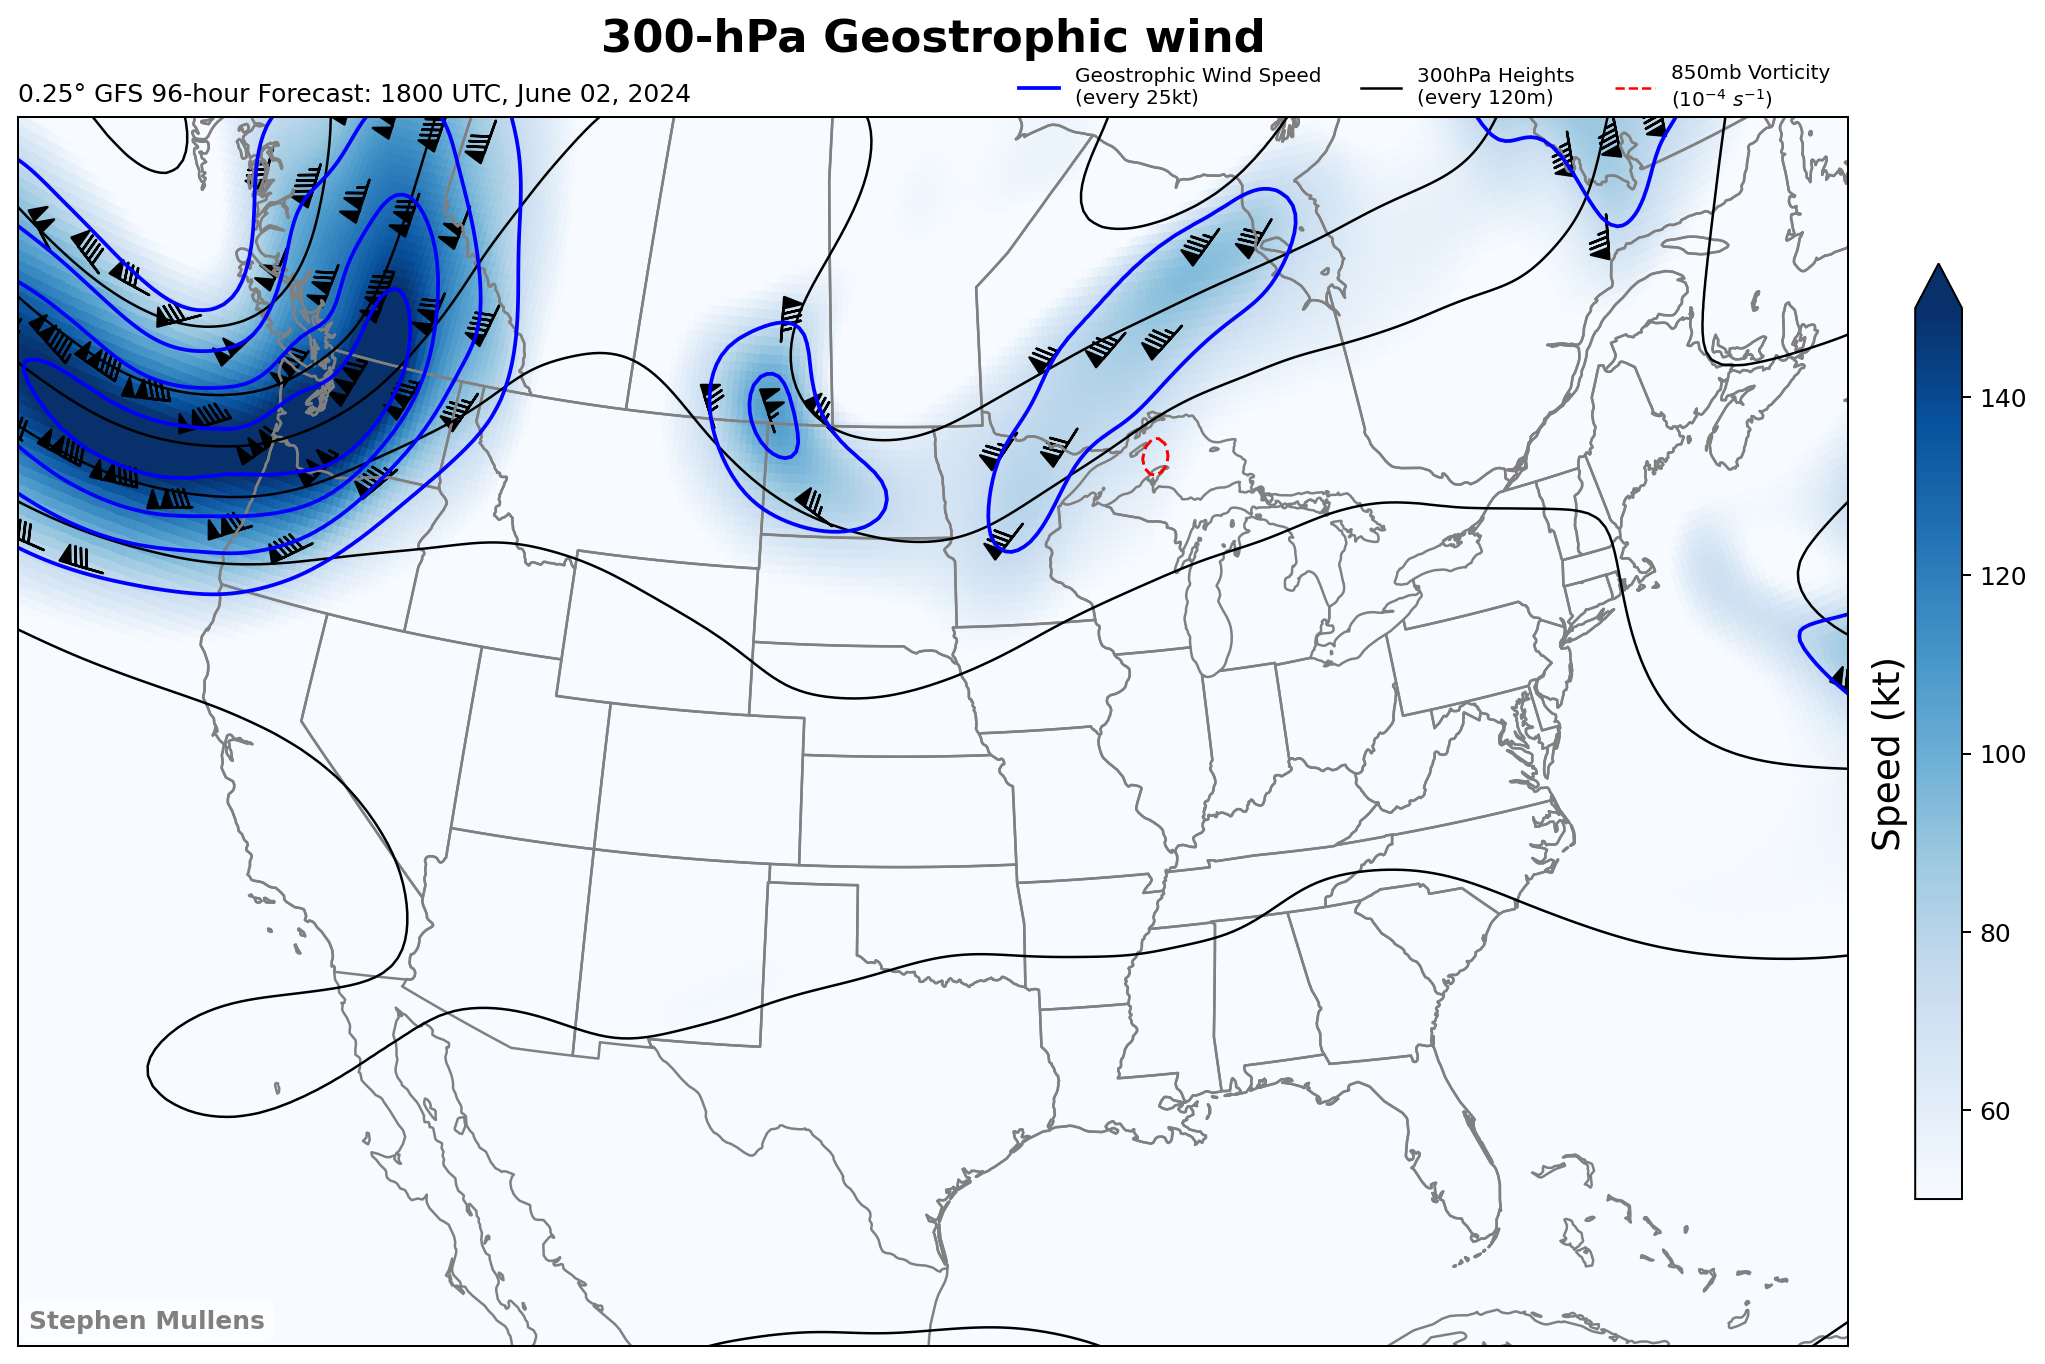 300-hPa Geostrophic wind
0.25° GFS 96-hour Forecast: 1800 UTC, June 02, 2024
Geostrophic Wind Speed
(every 25kt)
300hPa Heights
(every 120m)
850mb Vorticity
(10⁻⁴ s⁻¹)
140
120
100
80
60
Speed (kt)
Stephen Mullens